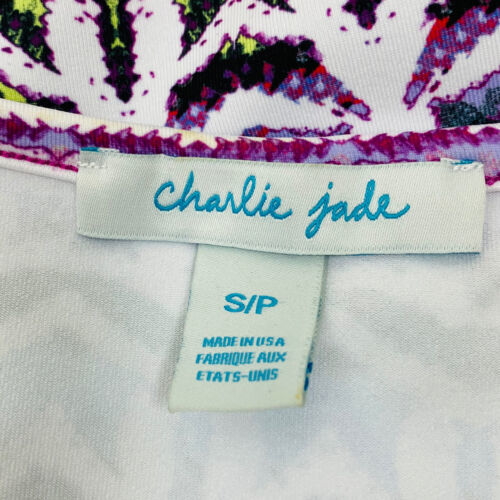 charlie jade
S/P
MADE IN USA
FABRIQUE AUX
ETATS-UNIS